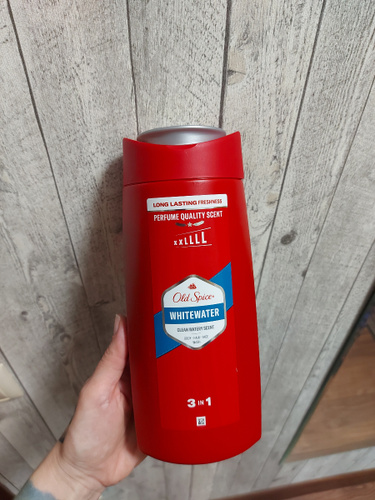 LONG LASTING FRESHNESS
PERFUME QUALITY SCENT
xxLLLL
Old Spice
WHITEWATER
CLEAN WATERY SCENT
3 IN 1